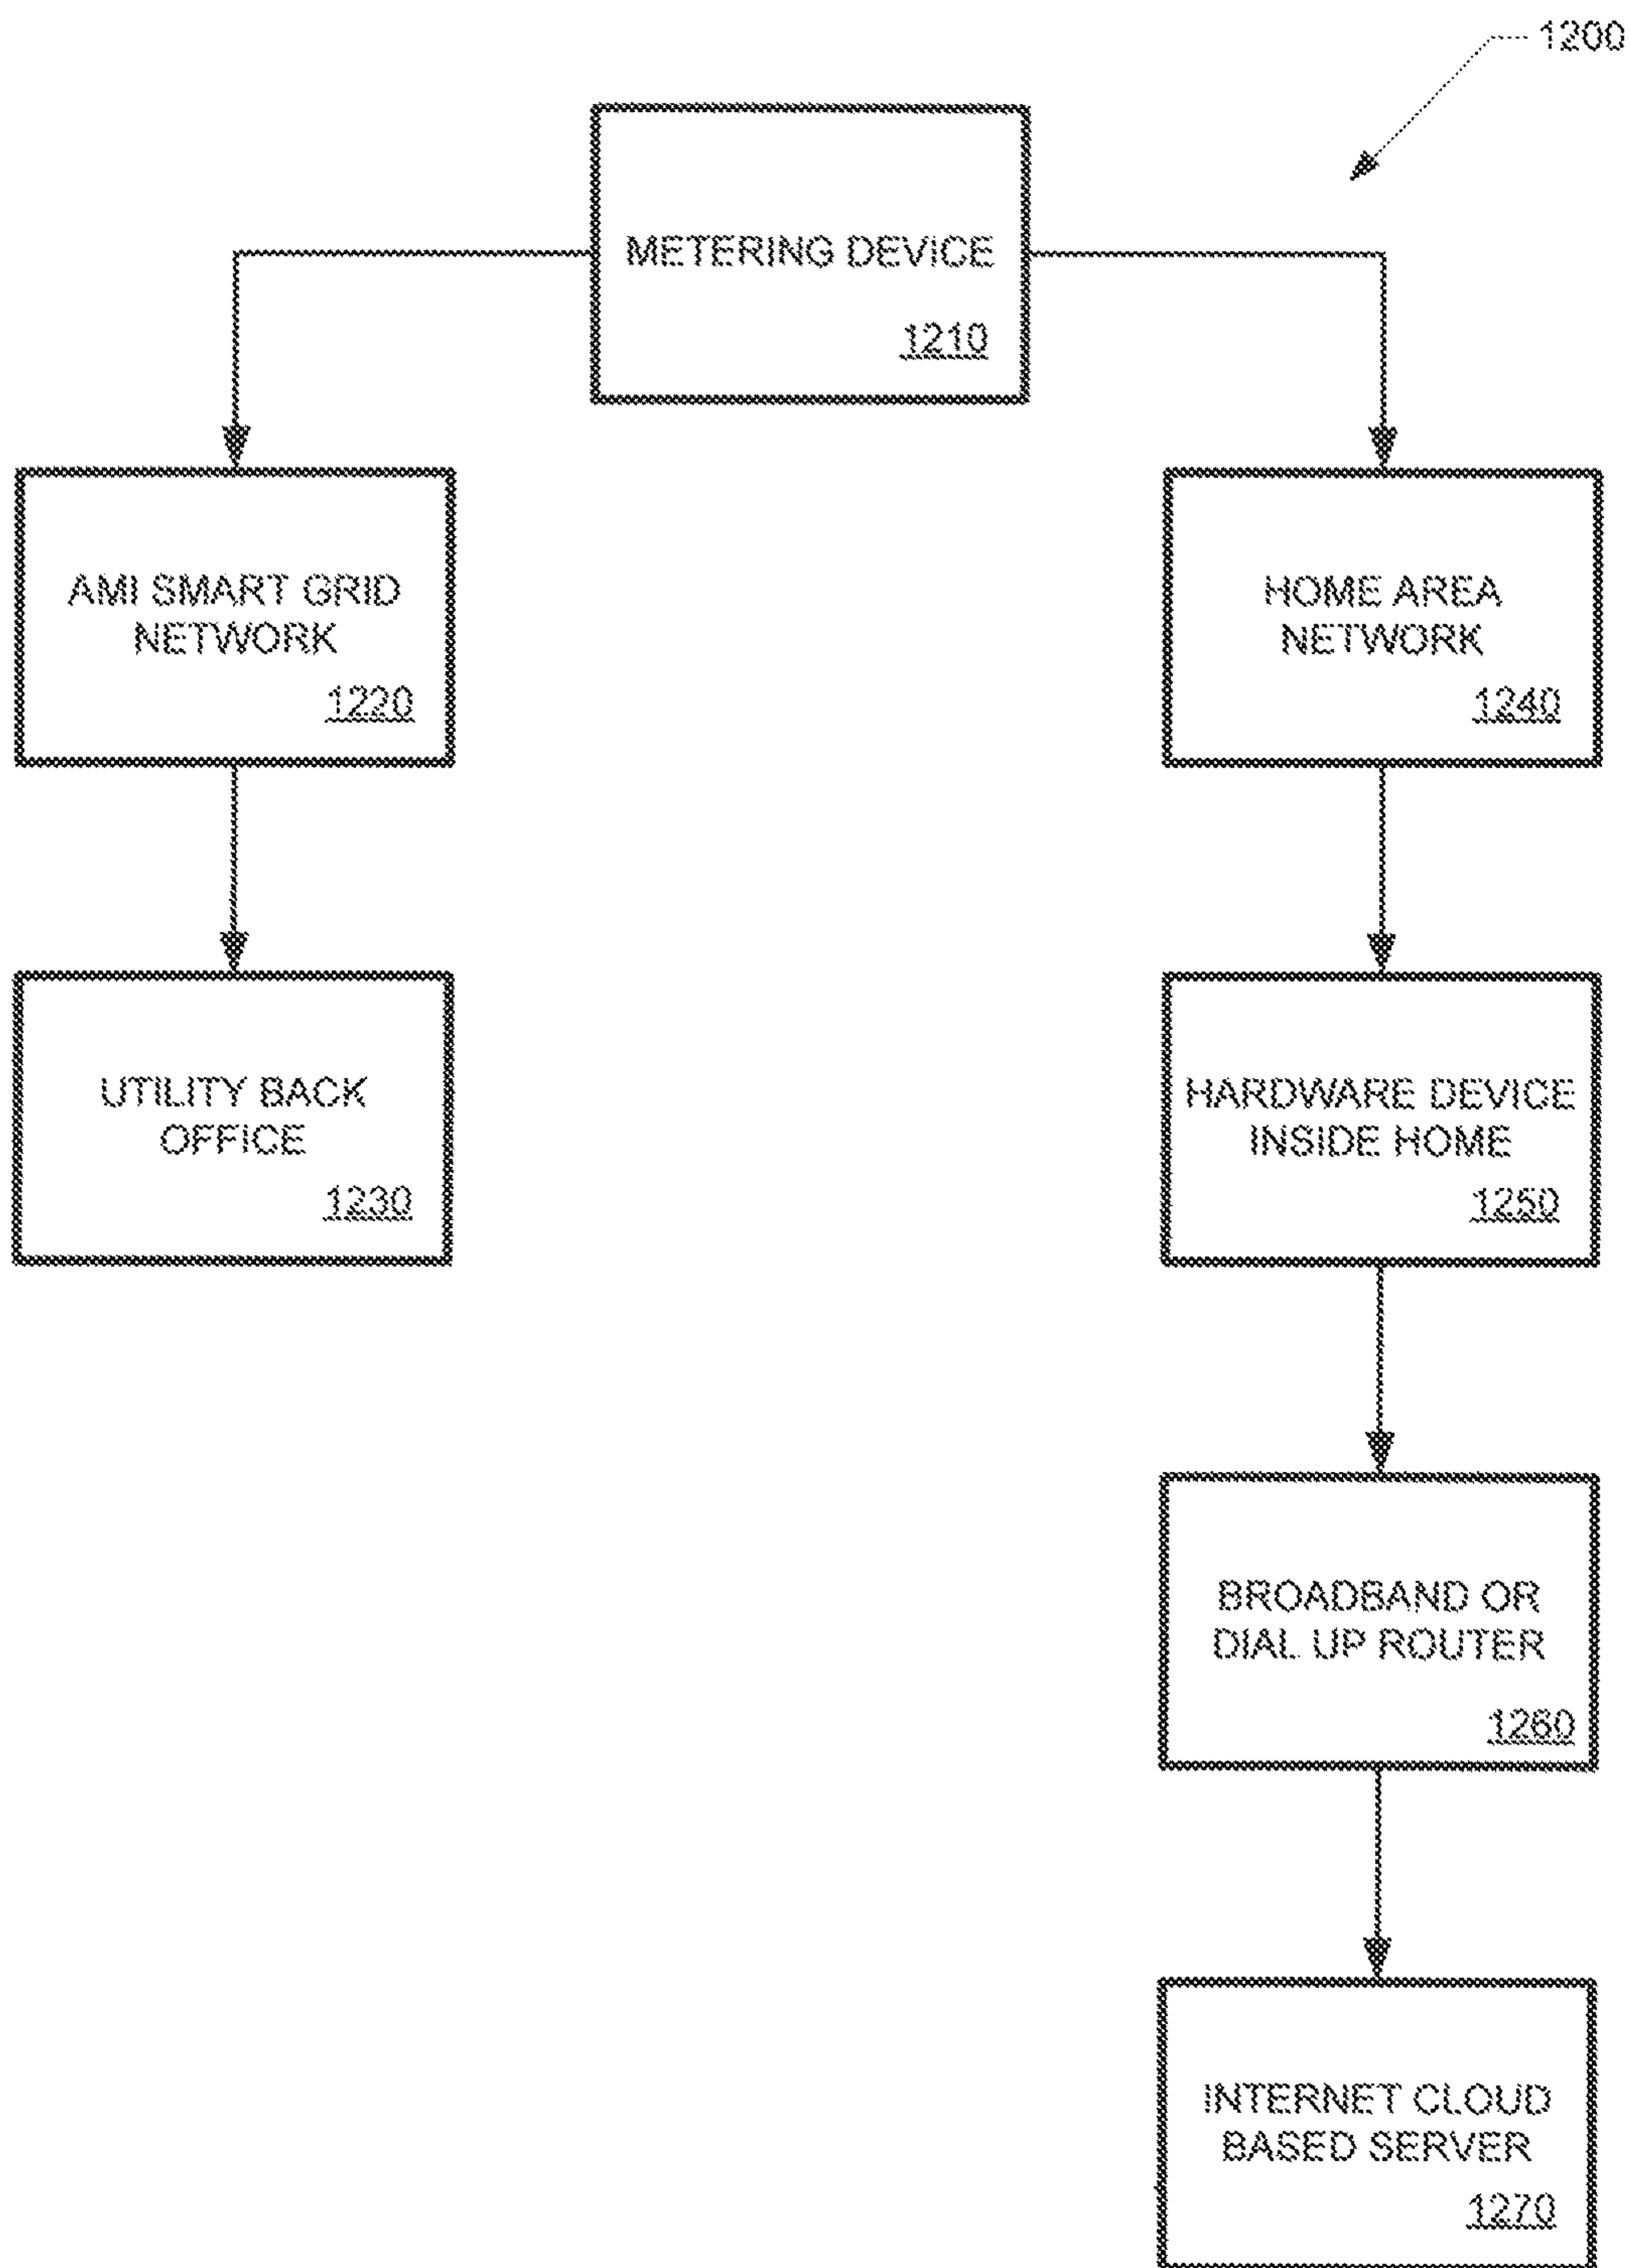 1200
METERING DEVICE
1210
AMI SMART GRID
NETWORK
1220
HOME AREA
NETWORK
1240
UTILITY BACK
OFFICE
1230
HARDWARE DEVICE
INSIDE HOME
1250
BROADBAND OR
DIAL UP ROUTER
1260
INTERNET CLOUD
BASED SERVER
1270